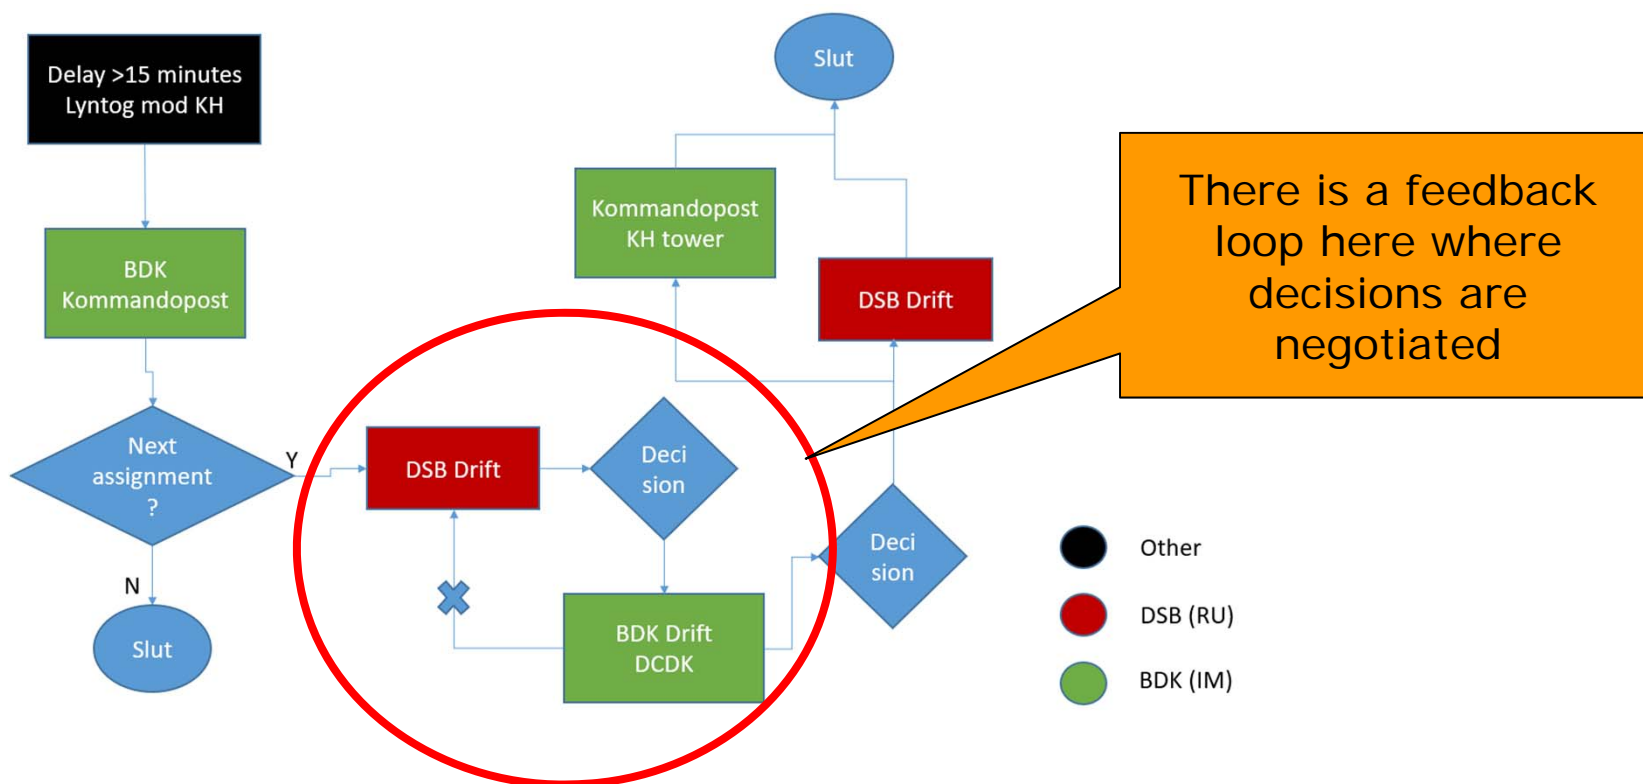 Delay >15 minutes
Lyntog mod KH
BDK
Kommandopost
Next
assignment
?
Y
N
Slut
DSB Drift
Deci
sion
BDK Drift
DCDK
Deci
sion
Kommandopost
KH tower
DSB Drift
Slut
There is a feedback
loop here where
decisions are
negotiated
Other
DSB (RU)
BDK (IM)